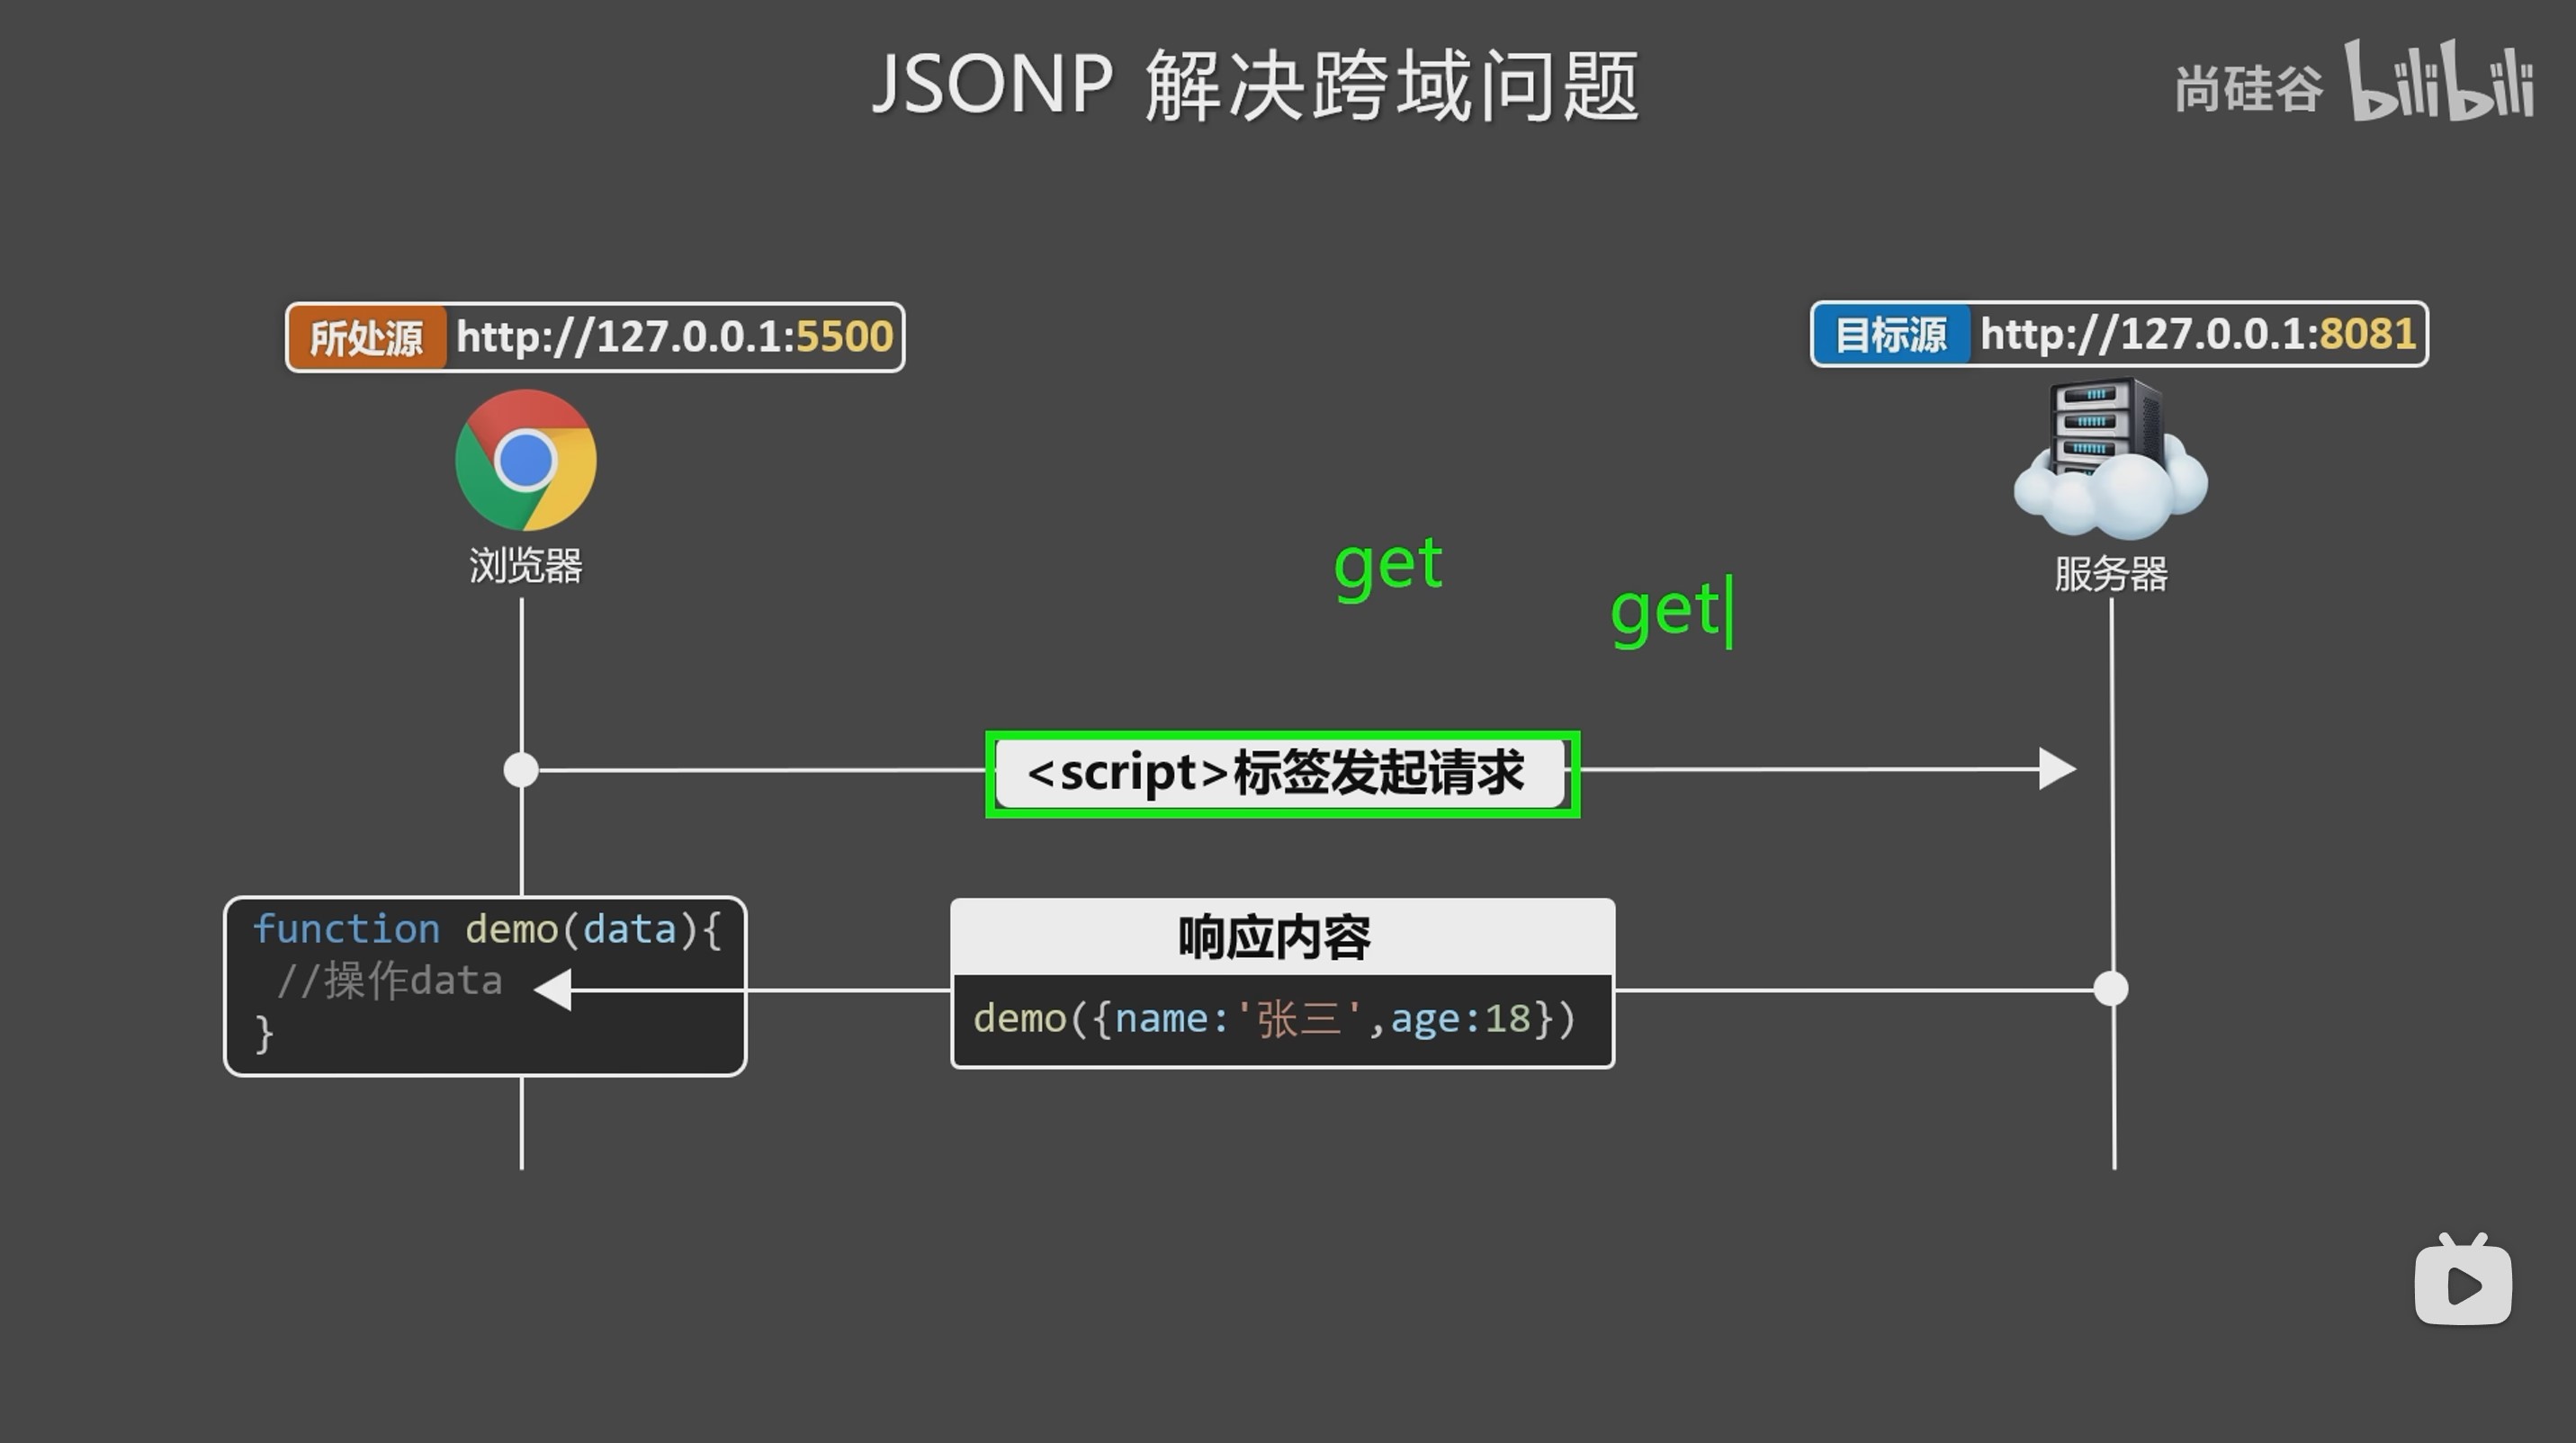 JSONP 解决跨域问题
尚硅谷 bilibili
所处源 http://127.0.0.1:5500
目标源 http://127.0.0.1:8081
浏览器
服务器
get
get
<script>标签发起请求
function demo(data){
//操作data
}
响应内容
demo({name:'张三',age:18})